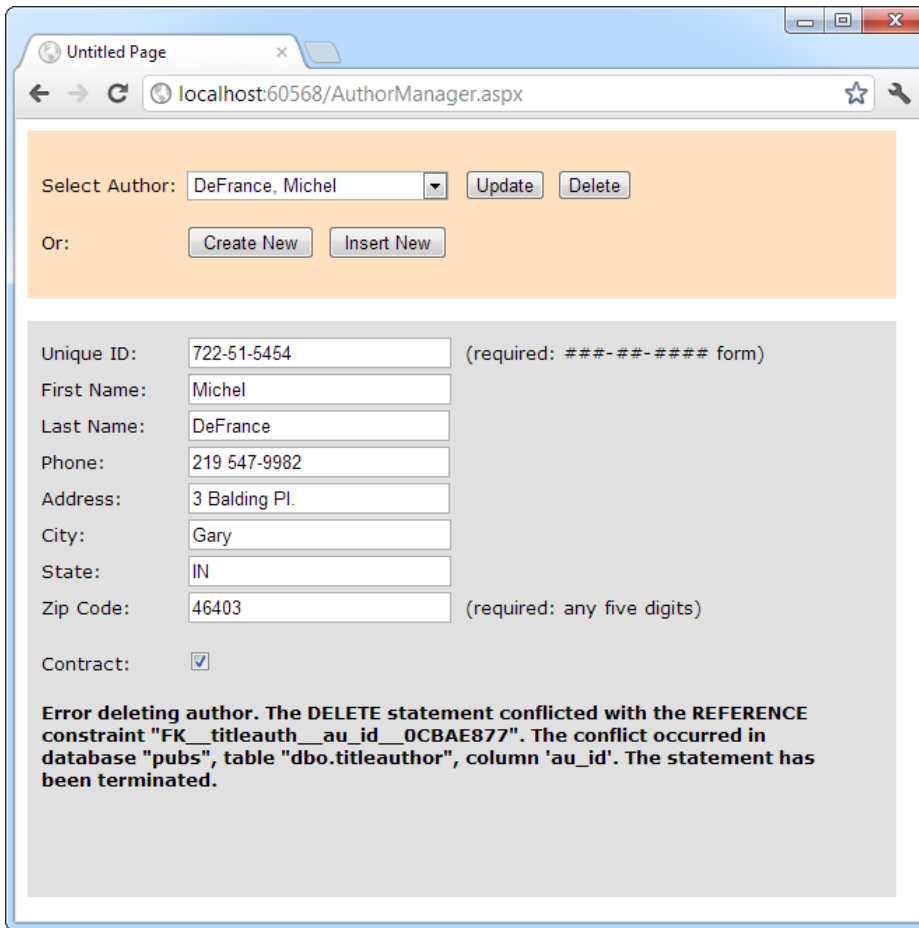 Untitled Page
localhost:60568/AuthorManager.aspx
Select Author: DeFrance, Michel Update Delete
Or: Create New Insert New
Unique ID: 722-51-5454 (required: ###-##-#### form)
First Name: Michel
Last Name: DeFrance
Phone: 219 547-9982
Address: 3 Balding Pl.
City: Gary
State: IN
Zip Code: 46403 (required: any five digits)
Contract:
Error deleting author. The DELETE statement conflicted with the REFERENCE
constraint "FK__titleauth__au_id__0CBAE877". The conflict occurred in
database "pubs", table "dbo.titleauthor", column 'au_id'. The statement has
been terminated.